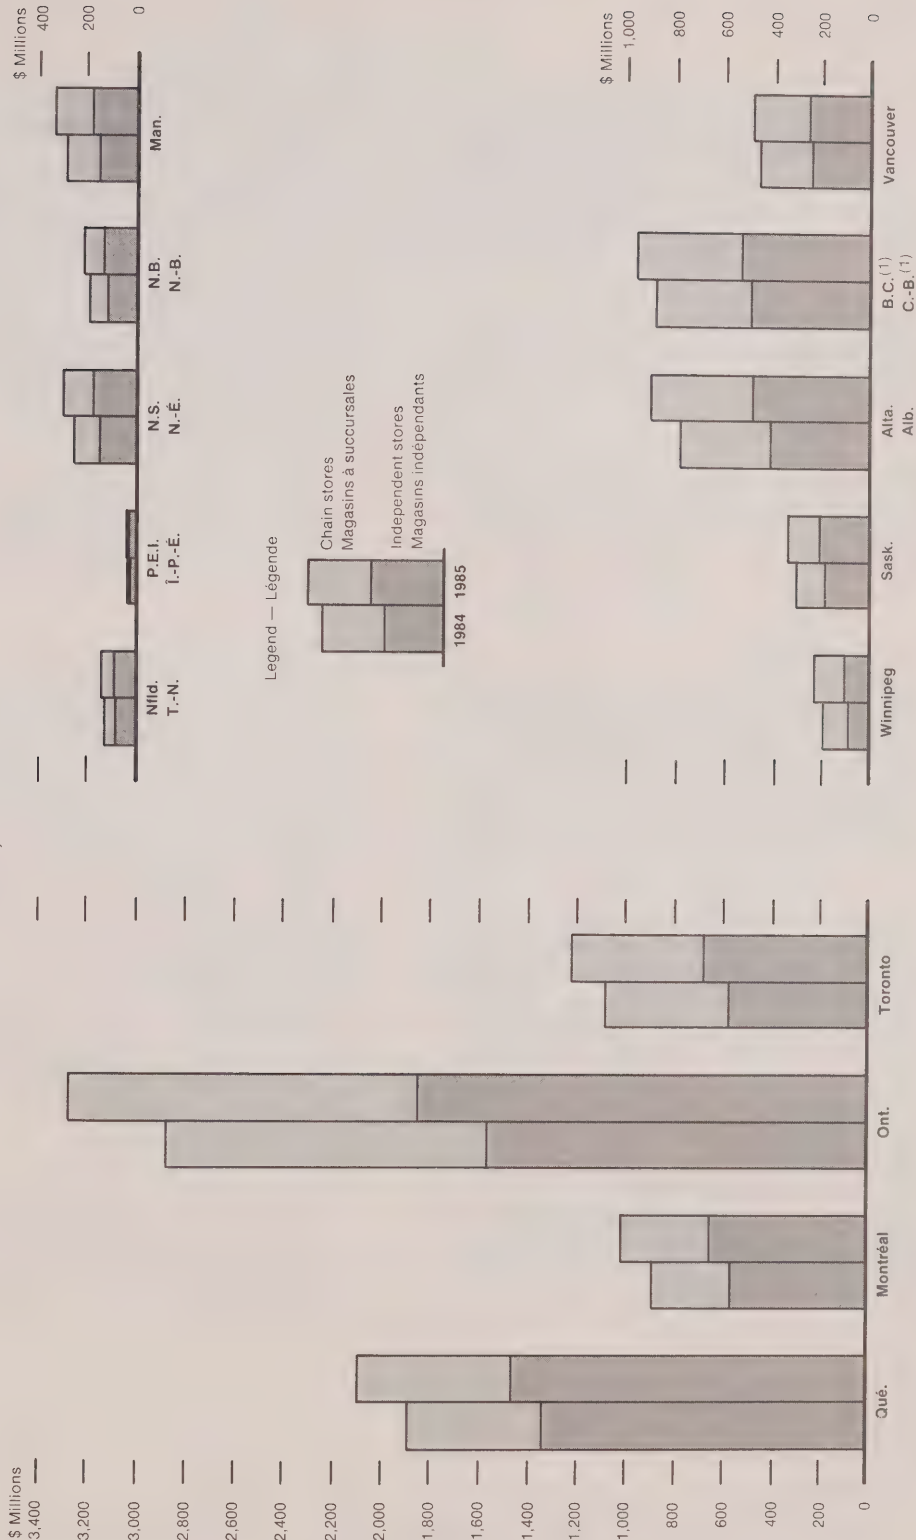 $ Millions
400
200
0
Nfld.
T.-N.
P.E.I.
Î.-P.-É.
N.S.
N.-É.
N.B.
N.-B.
Man.
Legend — Légende
Chain stores
Magasins à succursales
Independent stores
Magasins indépendants
1984 1985
$ Millions
3,400
3,200
3,000
2,800
2,600
2,400
2,200
2,000
1,800
1,600
1,400
1,200
1,000
800
600
400
200
0
Qué.
Montréal
Ont.
Toronto
$ Millions
1,000
800
600
400
200
0
Winnipeg
Sask.
Alta.
Alb.
B.C.(1)
C.-B.(1)
Vancouver